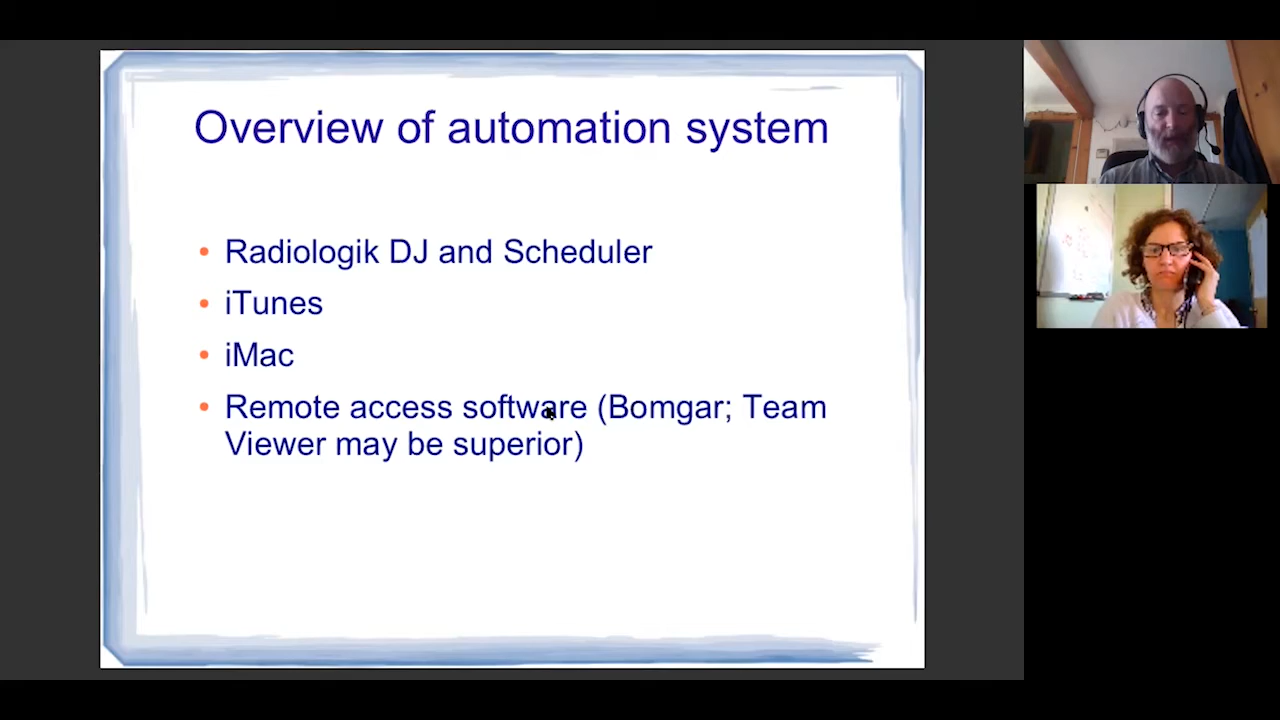 Overview of automation system
• Radiologik DJ and Scheduler
• iTunes
• iMac
• Remote access software (Bomgar; Team
Viewer may be superior)